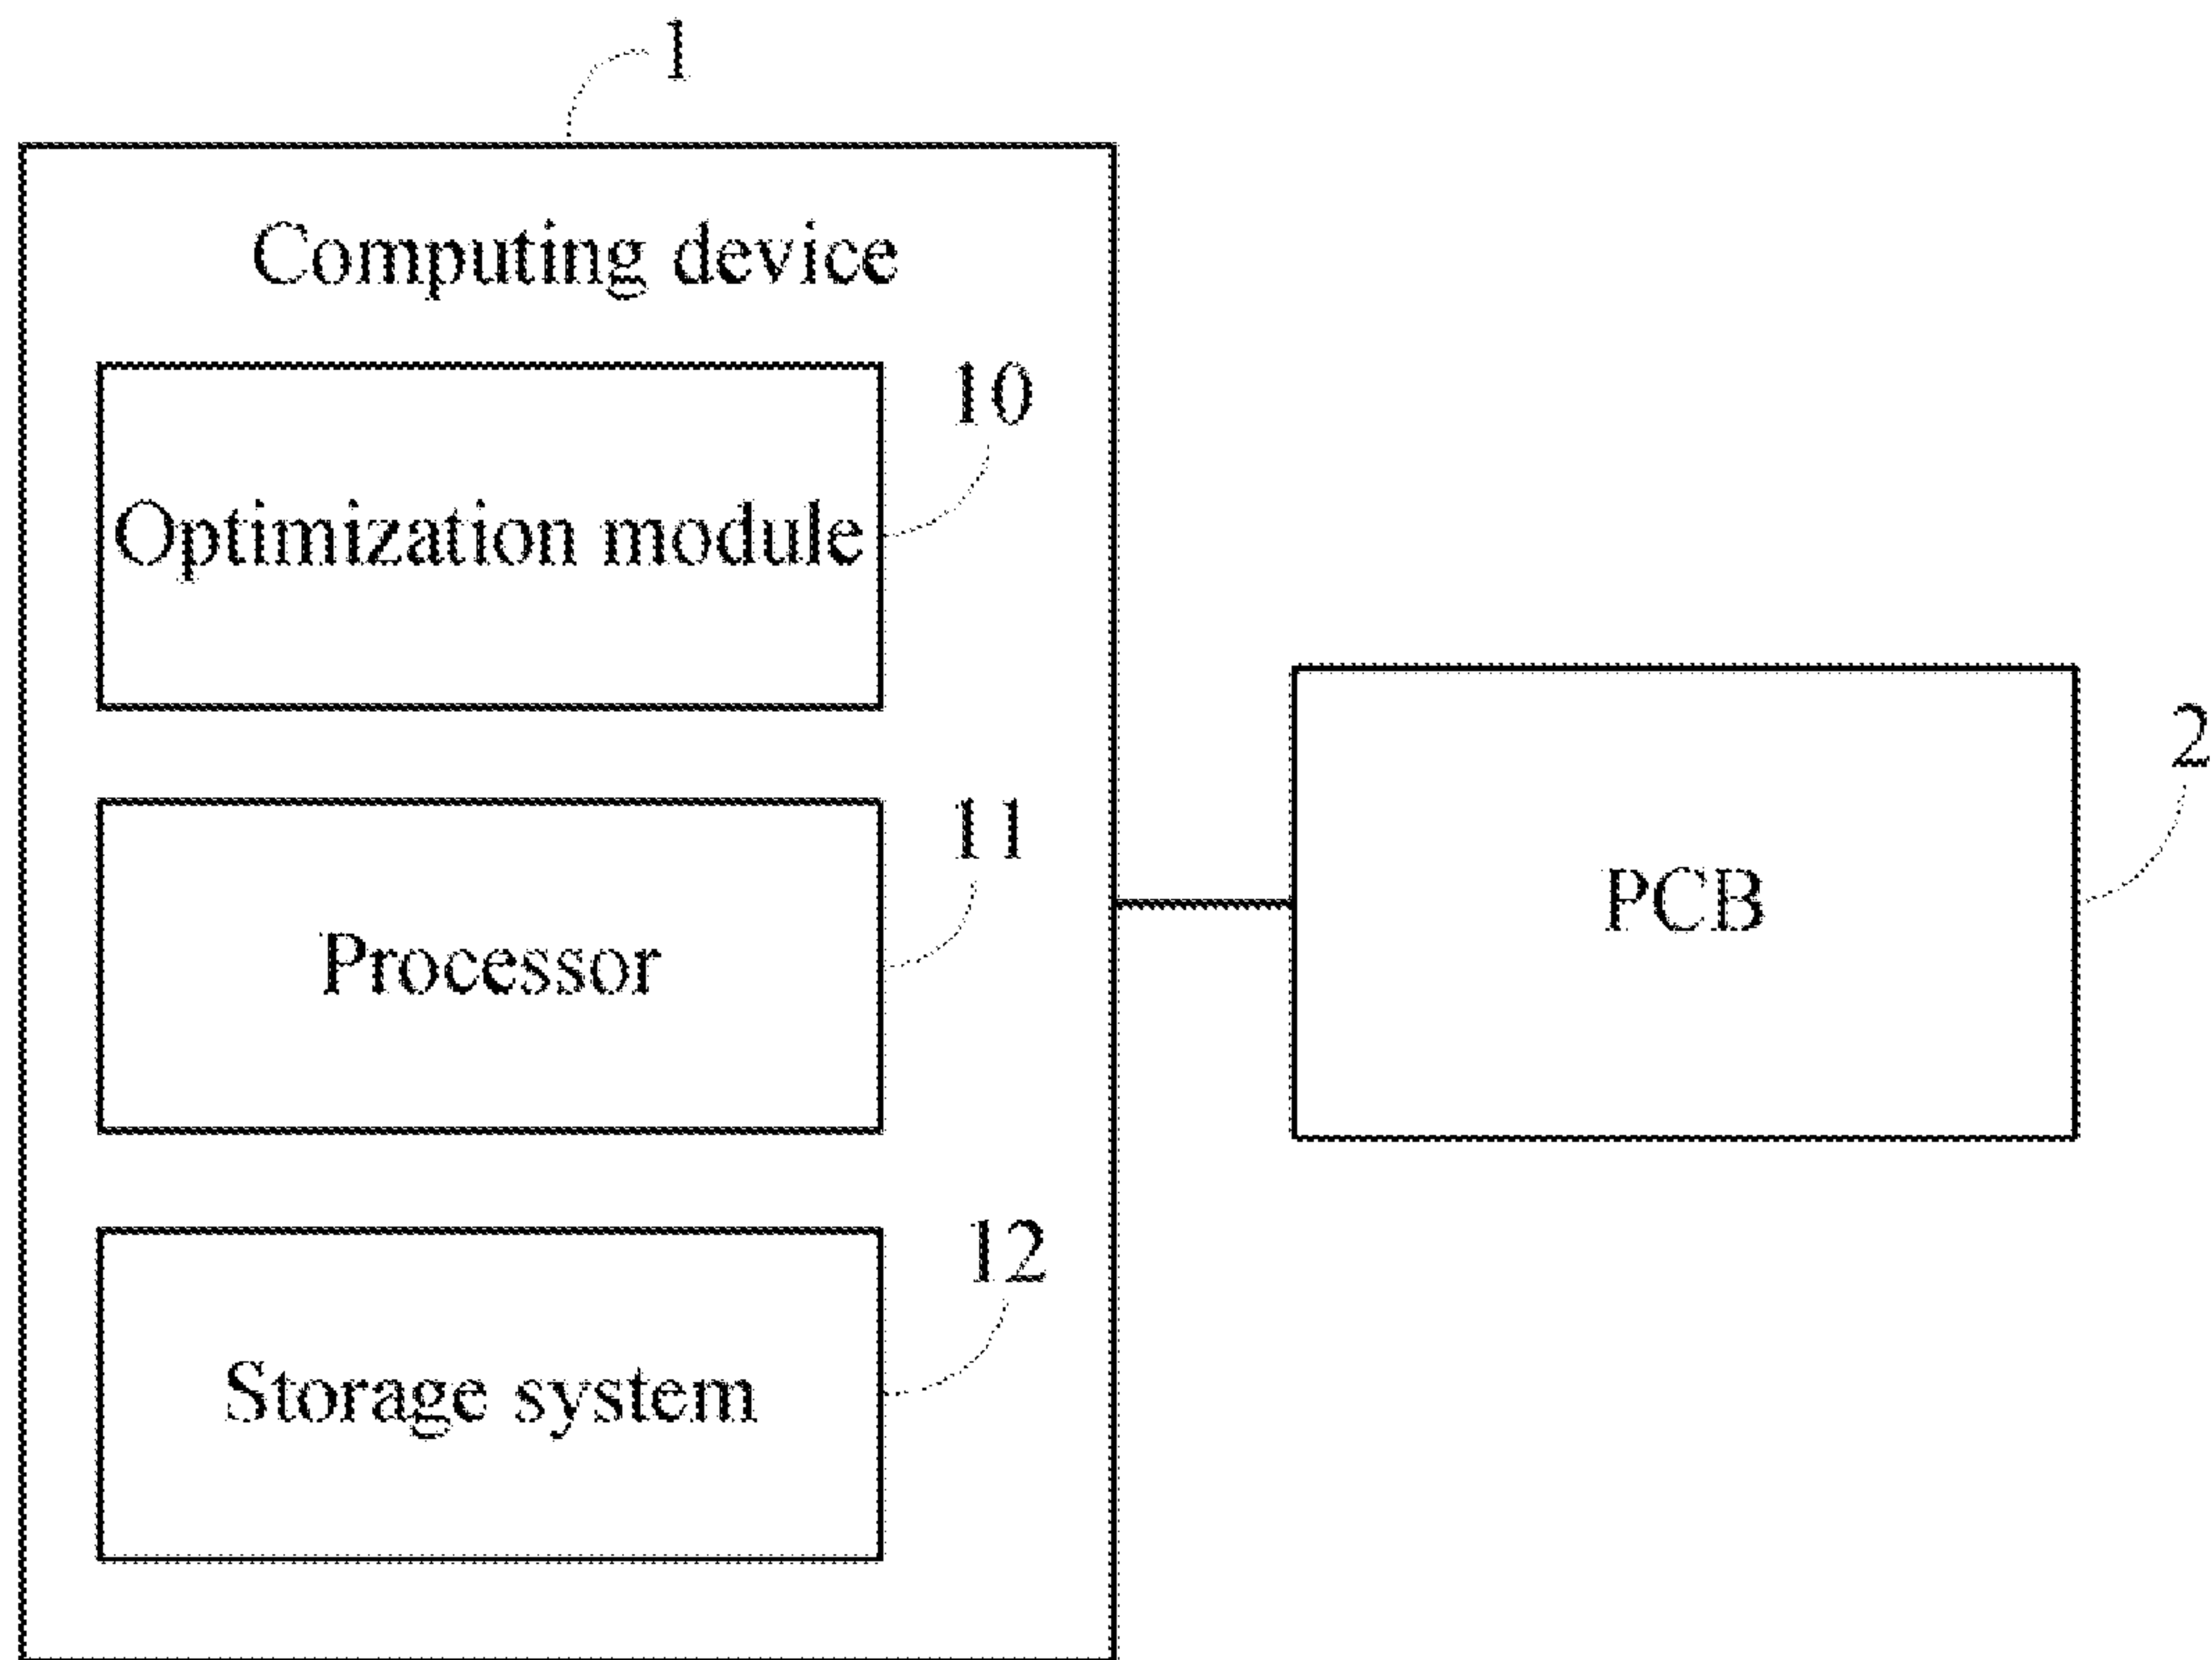 1
Computing device
10
Optimization module
2
11
PCB
Processor
12
Storage system